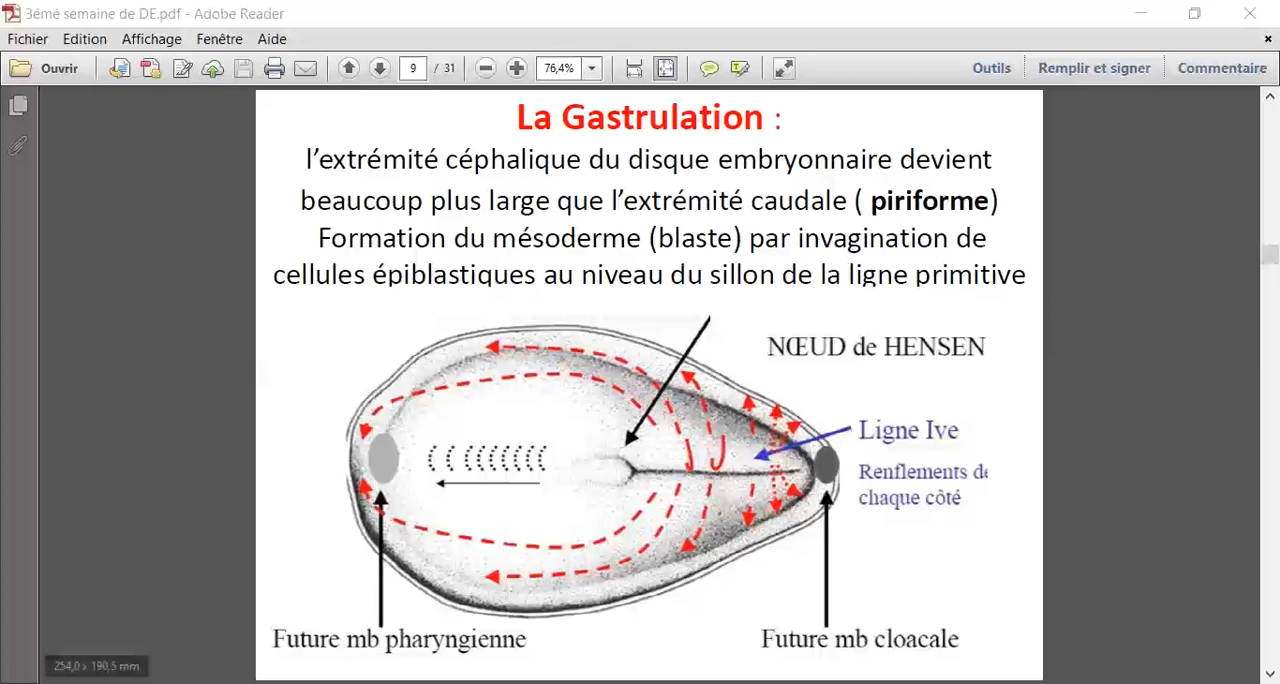 3émé semaine de DE.pdf - Adobe Reader
Fichier Edition Affichage Fenêtre Aide
Ouvrir 9 / 31 76,4% Outils Remplir et signer Commentaire
La Gastrulation :
l’extrémité céphalique du disque embryonnaire devient
beaucoup plus large que l’extrémité caudale ( piriforme)
Formation du mésoderme (blaste) par invagination de
cellules épiblastiques au niveau du sillon de la ligne primitive
NŒUD de HENSEN
Ligne Ive
Renflements de
chaque côté
Future mb pharyngienne Future mb cloacale
254,0 x 190,5 mm